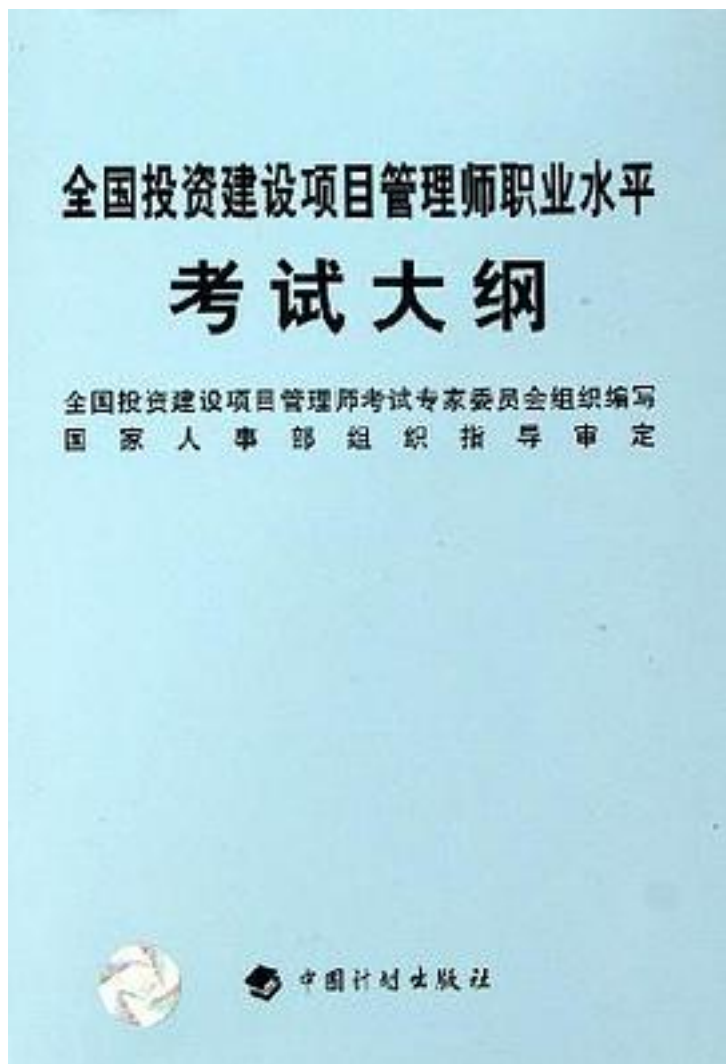 全国投资建设项目管理师职业水平
考试大纲
全国投资建设项目管理师考试专家委员会组织编写
国家人事部组织指导审定
中国计划出版社